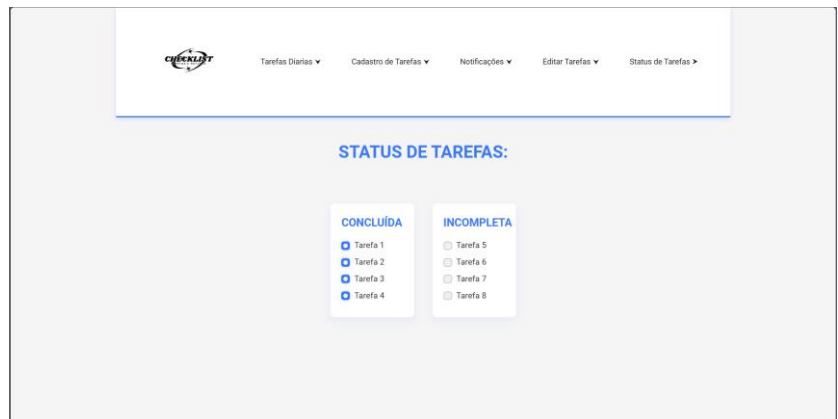 CHECKLIST
Tarefas Diarias Cadastro de Tarefas Notificações Editar Tarefas Status de Tarefas
STATUS DE TAREFAS:
CONCLUÍDA
Tarefa 1
Tarefa 2
Tarefa 3
Tarefa 4
INCOMPLETA
Tarefa 5
Tarefa 6
Tarefa 7
Tarefa 8